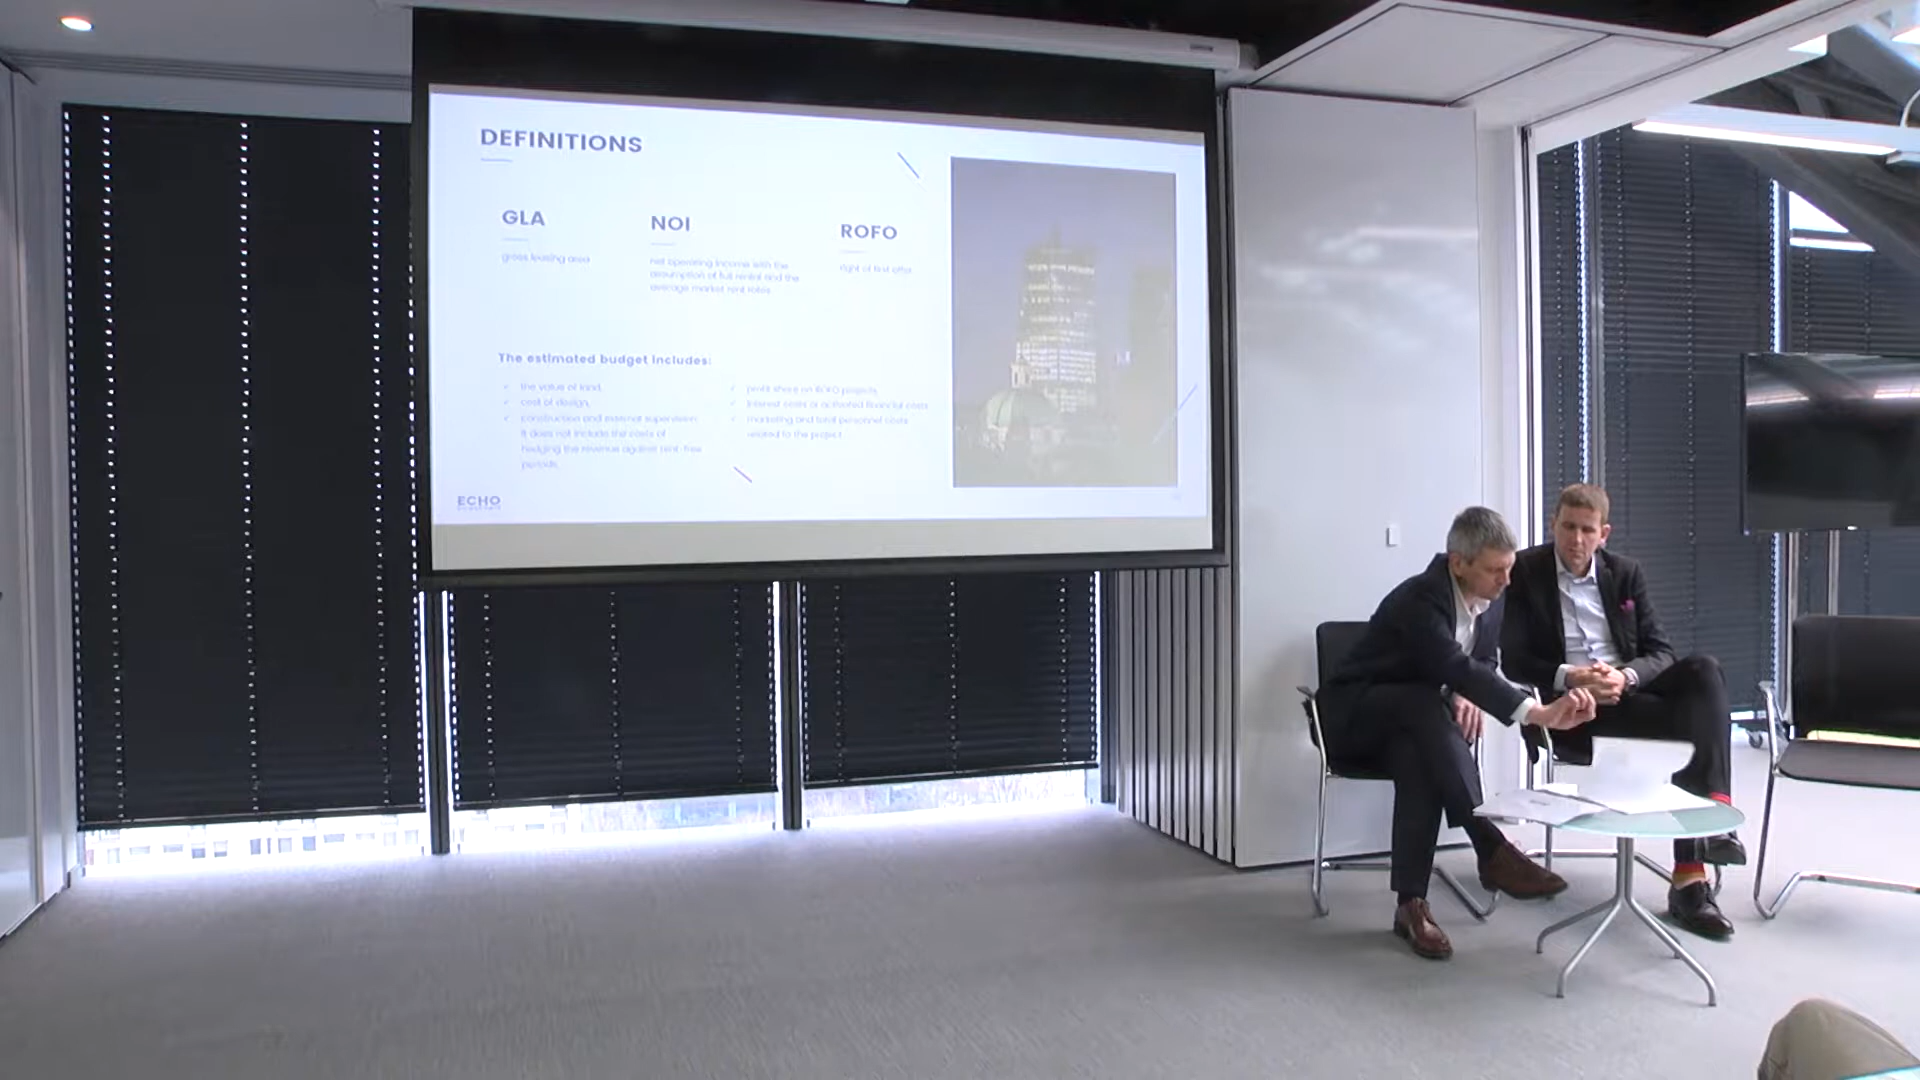 DEFINITIONS
GLA
gross leasing area
NOI
net operating income with the
assumption of full rental and the
average market rent rates
ROFO
right of first offer
The estimated budget includes:
the value of land,
cost of design,
construction and external supervision.
It does not include the costs of
hedging the revenue against rent-free
periods.
profit share on ROFO projects,
interest costs or activated financial costs
marketing and total personnel costs
related to the project
ECHO